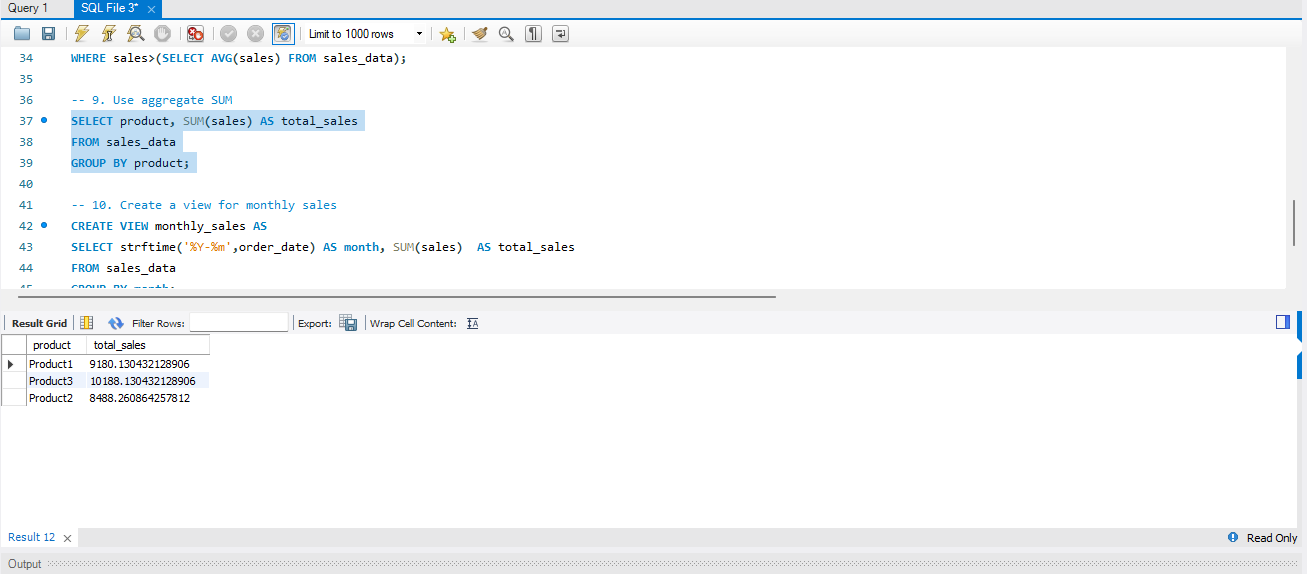 Query 1 SQL File 3*
Limit to 1000 rows
34 WHERE sales>(SELECT AVG(sales) FROM sales_data);
35
36 -- 9. Use aggregate SUM
37 SELECT product, SUM(sales) AS total_sales
38 FROM sales_data
39 GROUP BY product;
40
41 -- 10. Create a view for monthly sales
42 CREATE VIEW monthly_sales AS
43 SELECT strftime('%Y-%m',order_date) AS month, SUM(sales)  AS total_sales
44 FROM sales_data
45 GROUP BY month;
Result Grid Filter Rows: Export: Wrap Cell Content: IA
product total_sales
Product1 9180.130432128906
Product3 10188.130432128906
Product2 8488.260864257812
Result 12 Read Only
Output